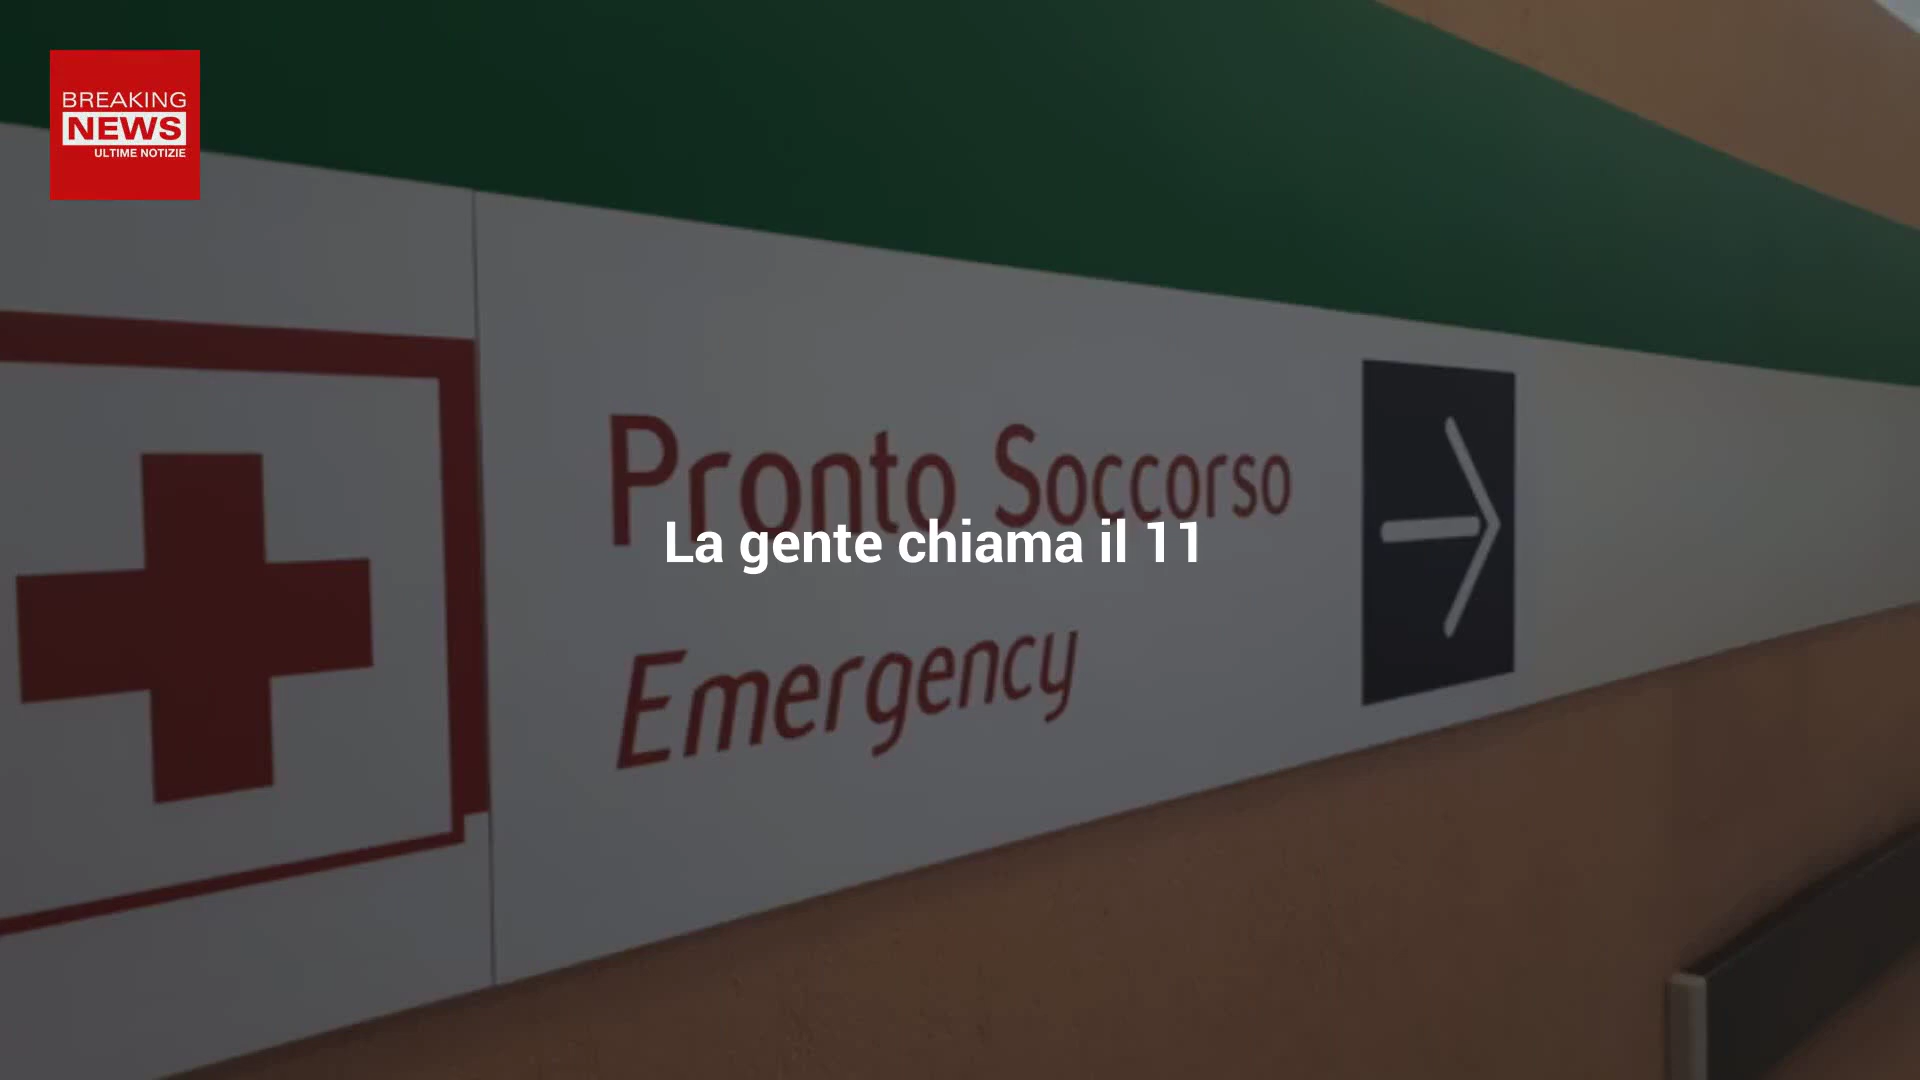 BREAKING
NEWS
ULTIME NOTIZIE
Pronto Soccorso
La gente chiama il 11
Emergency